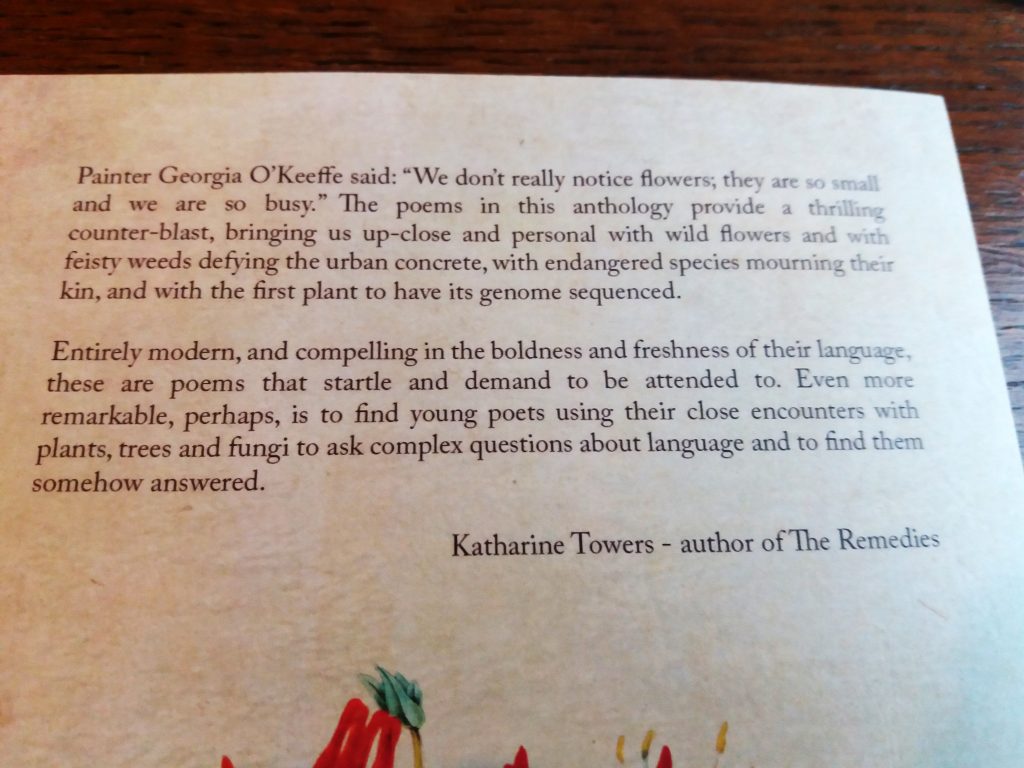 Painter Georgia O'Keeffe said: “We don't really notice flowers; they are so small
and we are so busy.” The poems in this anthology provide a thrilling
counter-blast, bringing us up-close and personal with wild flowers and with
feisty weeds defying the urban concrete, with endangered species mourning their
kin, and with the first plant to have its genome sequenced.
Entirely modern, and compelling in the boldness and freshness of their language,
these are poems that startle and demand to be attended to. Even more
remarkable, perhaps, is to find young poets using their close encounters with
plants, trees and fungi to ask complex questions about language and to find them
somehow answered.
Katharine Towers - author of The Remedies